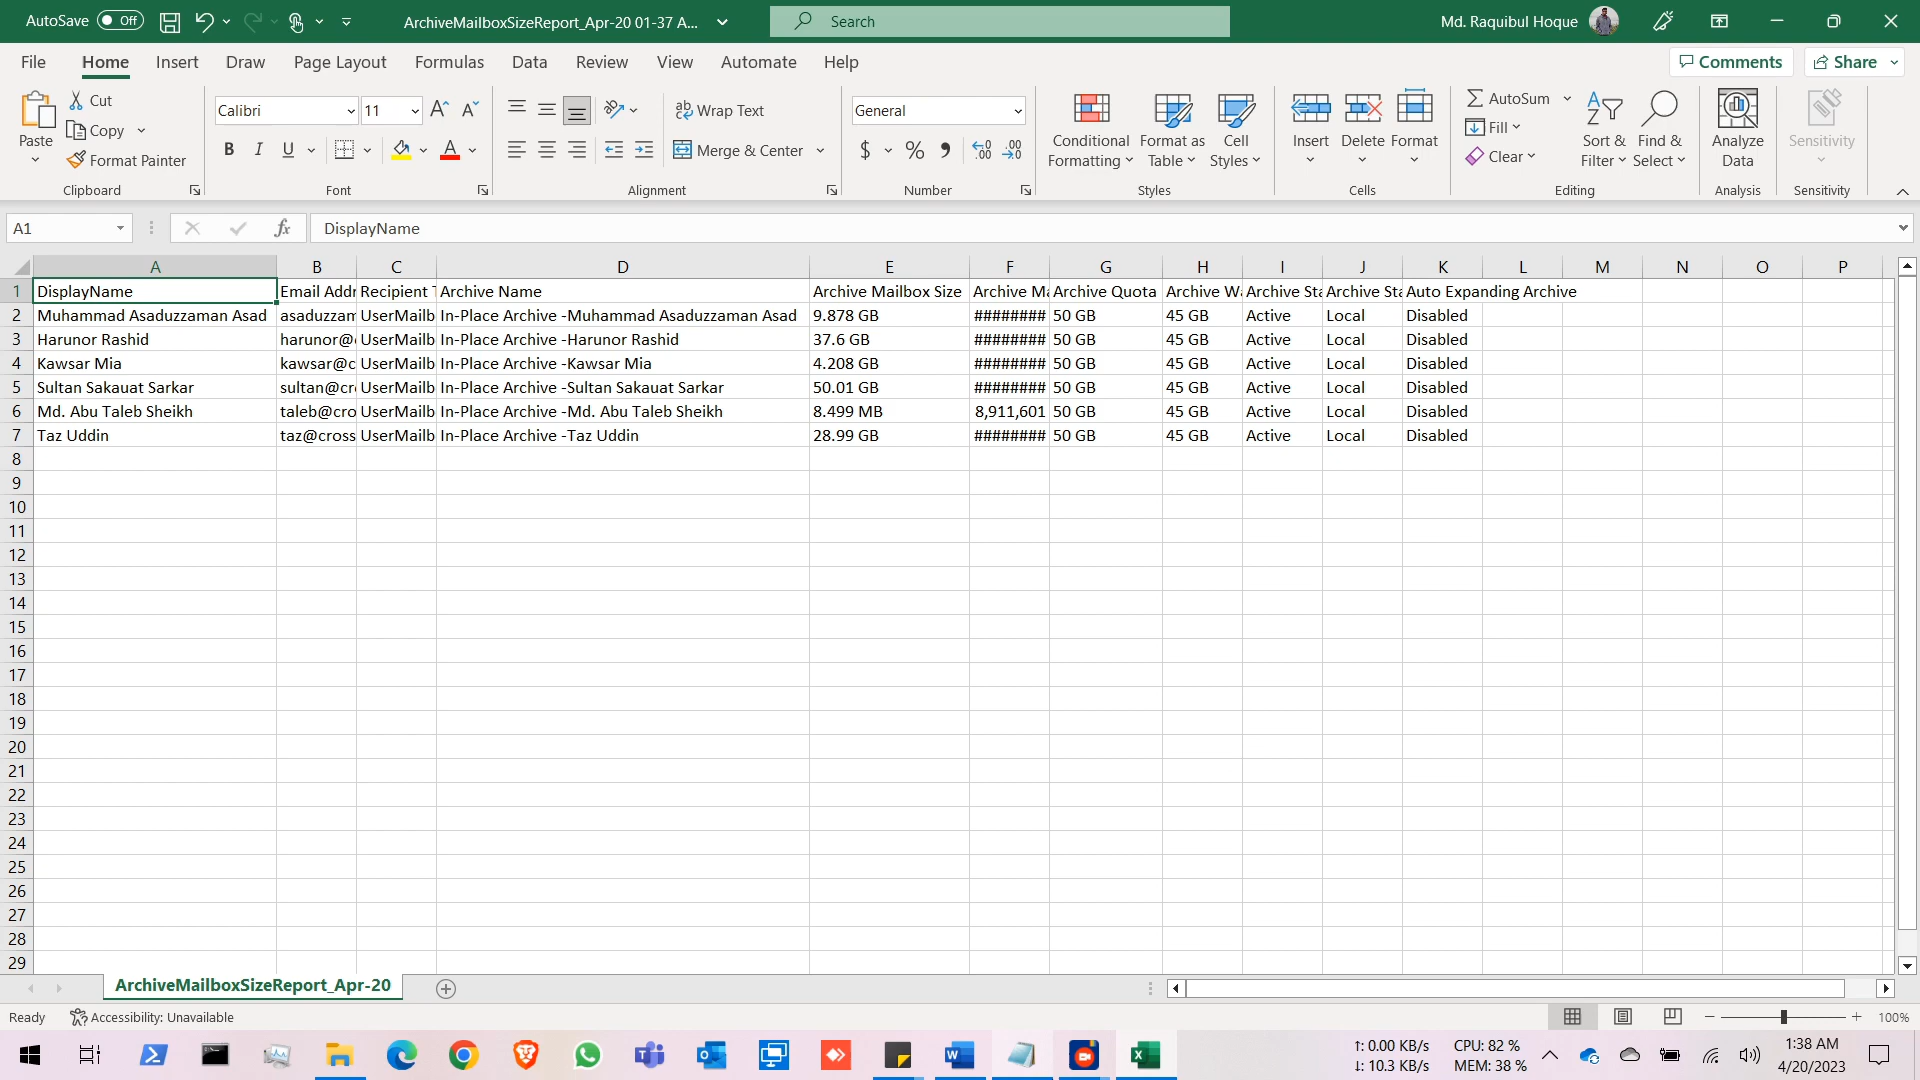 AutoSave Off ArchiveMailboxSizeReport_Apr-20 01-37 A... Search Md. Raquibul Hoque
File Home Insert Draw Page Layout Formulas Data Review View Automate Help Comments Share
Paste
Cut
Copy
Format Painter
Clipboard
Calibri 11
B I U
Font
Wrap Text
Merge & Center
Alignment
General
$ % ,
Number
Conditional Formatting
Format as Table
Cell Styles
Styles
Insert Delete Format
Cells
AutoSum
Fill
Clear
Sort & Filter
Find & Select
Editing
Analyze Data
Analysis
Sensitivity
Sensitivity
A1 fx DisplayName
A B C D E F G H I J K L M N O P
1 DisplayName Email Addr Recipient T Archive Name Archive Mailbox Size Archive Ma Archive Quota Archive Wa Archive Sta Archive Sta Auto Expanding Archive
2 Muhammad Asaduzzaman Asad asaduzzam UserMailb In-Place Archive -Muhammad Asaduzzaman Asad 9.878 GB ######## 50 GB 45 GB Active Local Disabled
3 Harunor Rashid harunor@ UserMailb In-Place Archive -Harunor Rashid 37.6 GB ######## 50 GB 45 GB Active Local Disabled
4 Kawsar Mia kawsar@c UserMailb In-Place Archive -Kawsar Mia 4.208 GB ######## 50 GB 45 GB Active Local Disabled
5 Sultan Sakauat Sarkar sultan@cr UserMailb In-Place Archive -Sultan Sakauat Sarkar 50.01 GB ######## 50 GB 45 GB Active Local Disabled
6 Md. Abu Taleb Sheikh taleb@cro UserMailb In-Place Archive -Md. Abu Taleb Sheikh 8.499 MB 8,911,601 50 GB 45 GB Active Local Disabled
7 Taz Uddin taz@cross UserMailb In-Place Archive -Taz Uddin 28.99 GB ######## 50 GB 45 GB Active Local Disabled
8
9
10
11
12
13
14
15
16
17
18
19
20
21
22
23
24
25
26
27
28
29
ArchiveMailboxSizeReport_Apr-20
Ready Accessibility: Unavailable 100%
↑: 0.00 KB/s CPU: 82 % 1:38 AM
↓: 10.3 KB/s MEM: 38 % 4/20/2023